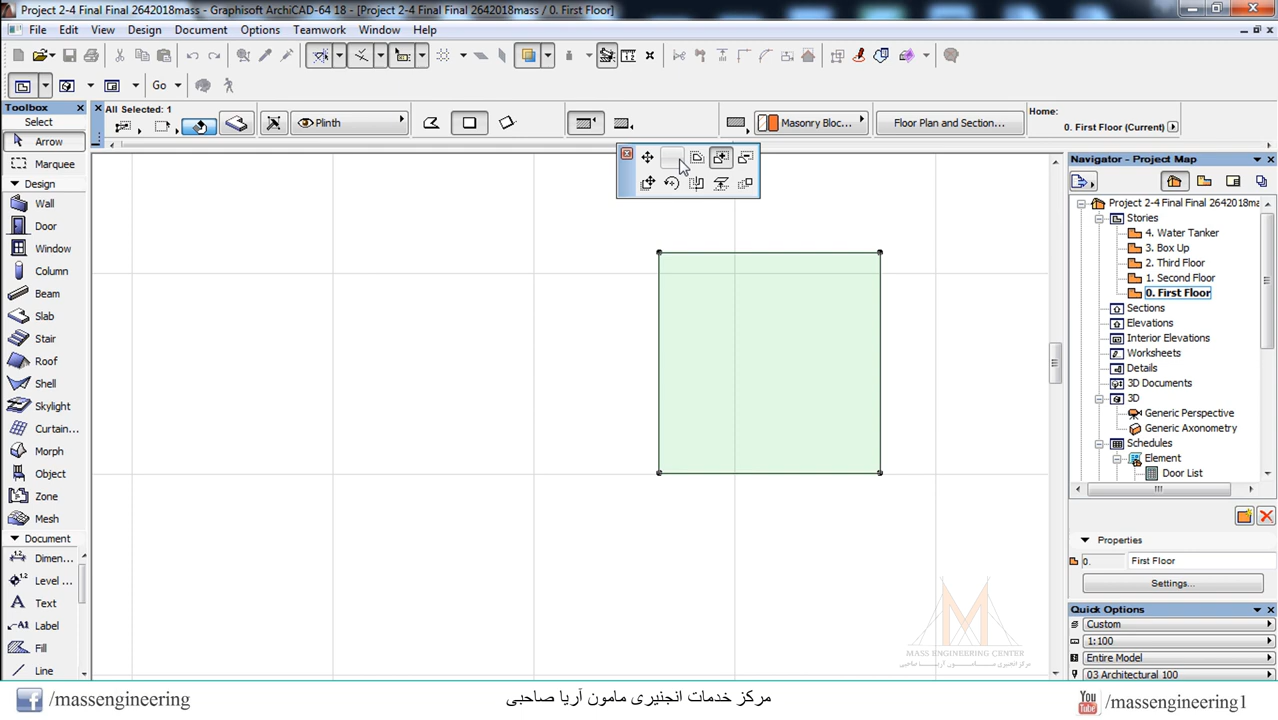 Project 2-4 Final Final 2642018mass - Graphisoft ArchiCAD-64 18 - [Project 2-4 Final Final 2642018mass / 0. First Floor]
File Edit View Design Document Options Teamwork Window Help
Go
Toolbox
Select
Arrow
Marquee
Design
Wall
Door
Window
Column
Beam
Slab
Stair
Roof
Shell
Skylight
Curtain...
Morph
Object
Zone
Mesh
Document
Dimen...
Level ...
Text
Label
Fill
Line
All Selected: 1
Plinth
Masonry Bloc...
Floor Plan and Section...
Home:
0. First Floor (Current)
Navigator - Project Map
Project 2-4 Final Final 2642018ma
Stories
4. Water Tanker
3. Box Up
2. Third Floor
1. Second Floor
0. First Floor
Sections
Elevations
Interior Elevations
Worksheets
Details
3D Documents
3D
Generic Perspective
Generic Axonometry
Schedules
Element
Door List
Properties
0. First Floor
Settings...
Quick Options
Custom
1:100
Entire Model
03 Architectural 100
MASS ENGINEERING CENTER
مرکز انجنیری مامون آریا صاحبی
/massengineering
مرکز خدمات انجنیری مامون آریا صاحبی
You Tube
/massengineering1